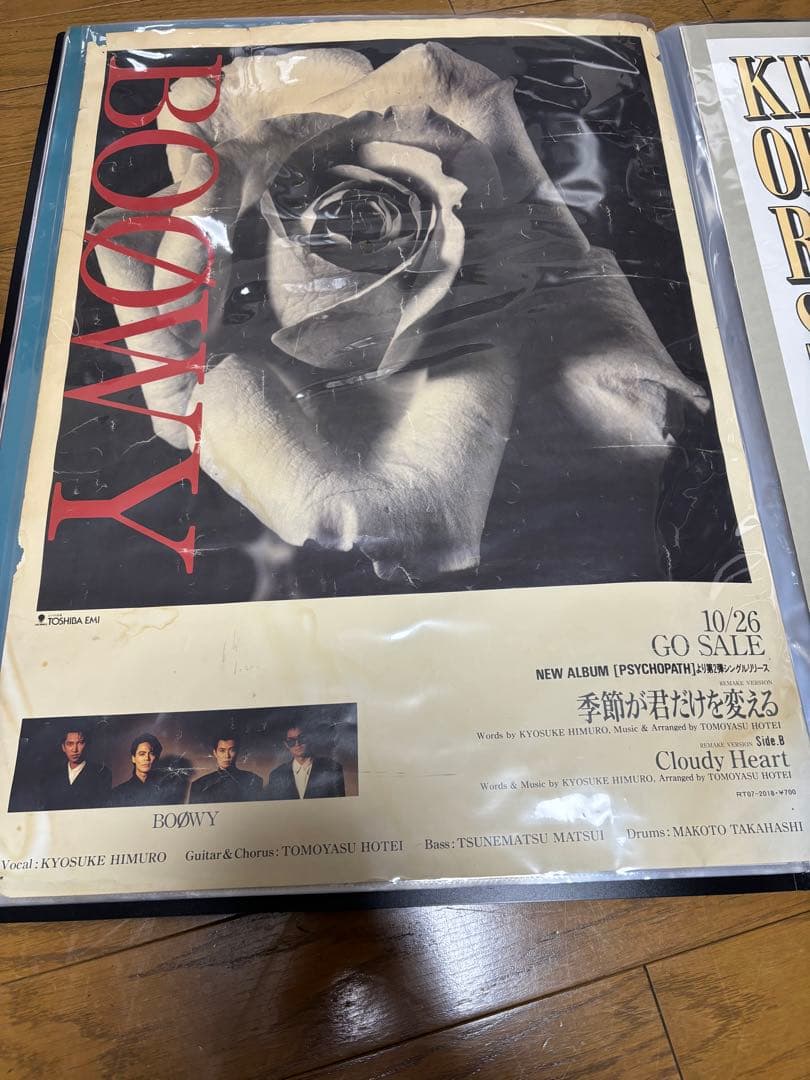 BOØWY
TOSHIBA EMI
10/26
GO SALE
NEW ALBUM [PSYCHOPATH]より第2弾シングルリリース
REMAKE VERSION
季節が君だけを変える
Words by KYOSUKE HIMURO, Music & Arranged by TOMOYASU HOTEI
REMAKE VERSION Side.B
Cloudy Heart
Words & Music by KYOSUKE HIMURO, Arranged by TOMOYASU HOTEI
RT07-2018・¥700
BOØWY
Vocal : KYOSUKE HIMURO Guitar & Chorus : TOMOYASU HOTEI Bass : TSUNEMATSU MATSUI Drums : MAKOTO TAKAHASHI
KI
O